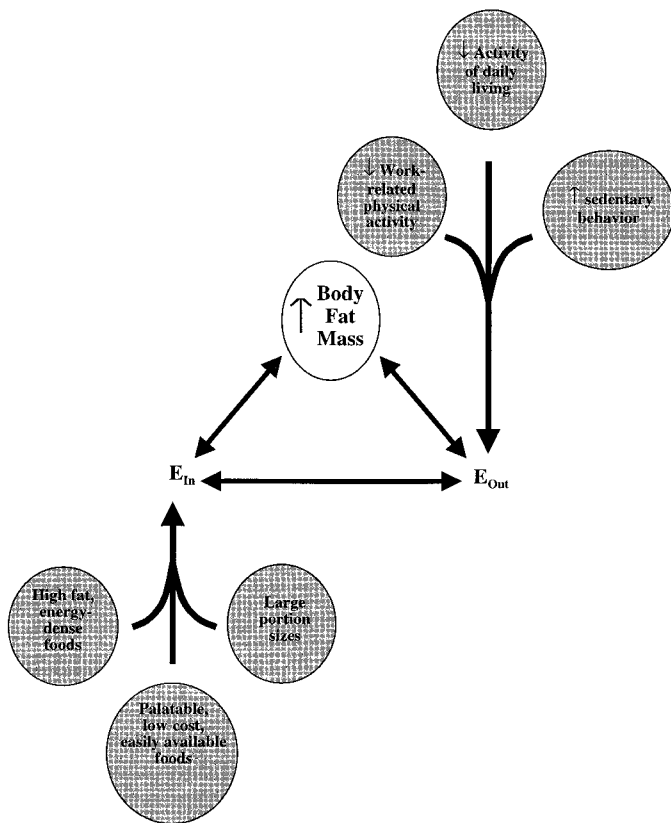 ↓ Activity
of daily
living
↓ Work-
related
physical
activity
↑ sedentary
behavior
↑ Body
Fat
Mass
E_In
E_Out
High fat,
energy-
dense
foods
Large
portion
sizes
Palatable,
low cost,
easily available
foods